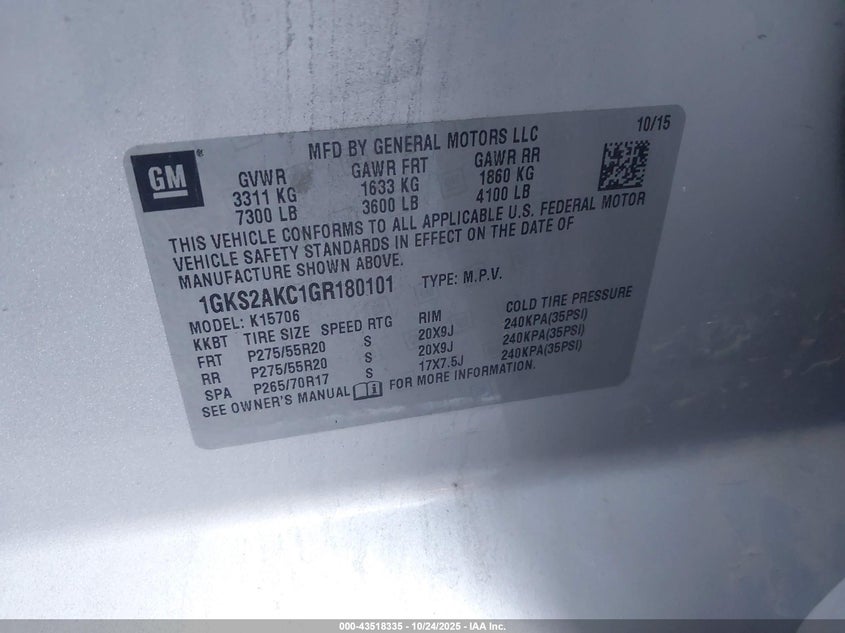 MFD BY GENERAL MOTORS LLC 10/15
GM
GVWR GAWR FRT GAWR RR
3311 KG 1633 KG 1860 KG
7300 LB 3600 LB 4100 LB
THIS VEHICLE CONFORMS TO ALL APPLICABLE U.S. FEDERAL MOTOR
VEHICLE SAFETY STANDARDS IN EFFECT ON THE DATE OF
MANUFACTURE SHOWN ABOVE.
1GKS2AKC1GR180101 TYPE: M.P.V.
MODEL: K15706
KKBT TIRE SIZE SPEED RTG RIM COLD TIRE PRESSURE
FRT P275/55R20 S 20X9J 240KPA(35PSI)
RR P275/55R20 S 20X9J 240KPA(35PSI)
SPA P265/70R17 S 17X7.5J 240KPA(35PSI)
SEE OWNER'S MANUAL FOR MORE INFORMATION.
000-43518335 - 10/24/2025 - IAA Inc.